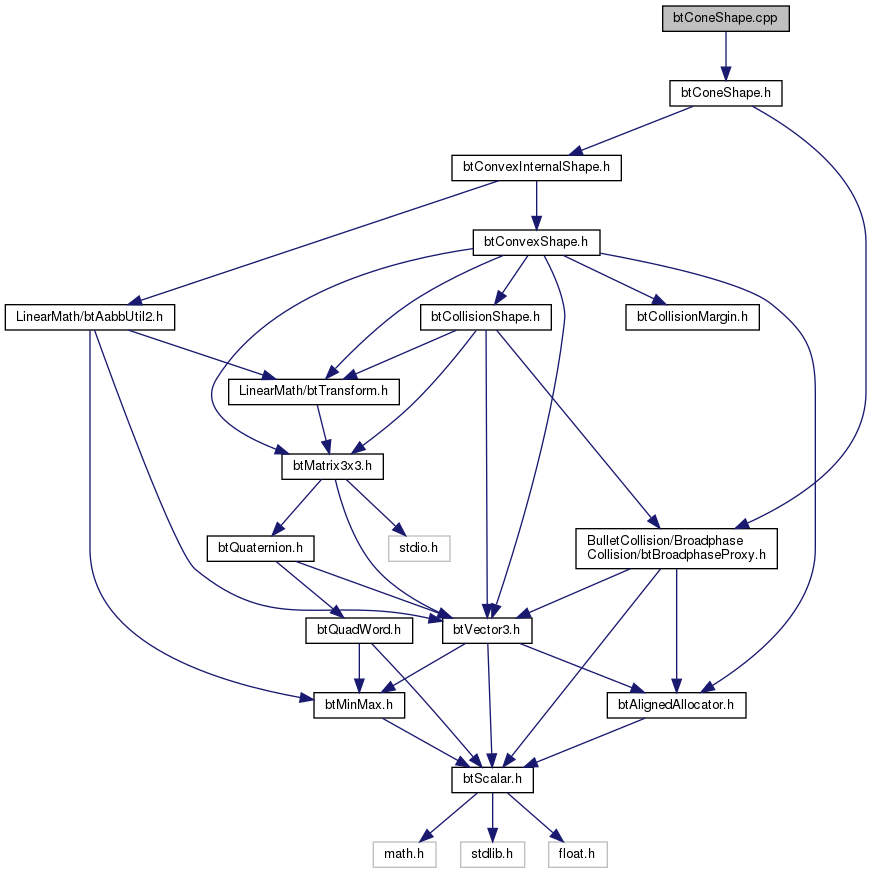 btConeShape.cpp
btConeShape.h
btConvexInternalShape.h
btConvexShape.h
LinearMath/btAabbUtil2.h
btCollisionShape.h
btCollisionMargin.h
LinearMath/btTransform.h
btMatrix3x3.h
btQuaternion.h
stdio.h
BulletCollision/Broadphase
Collision/btBroadphaseProxy.h
btQuadWord.h
btVector3.h
btMinMax.h
btAlignedAllocator.h
btScalar.h
math.h
stdlib.h
float.h